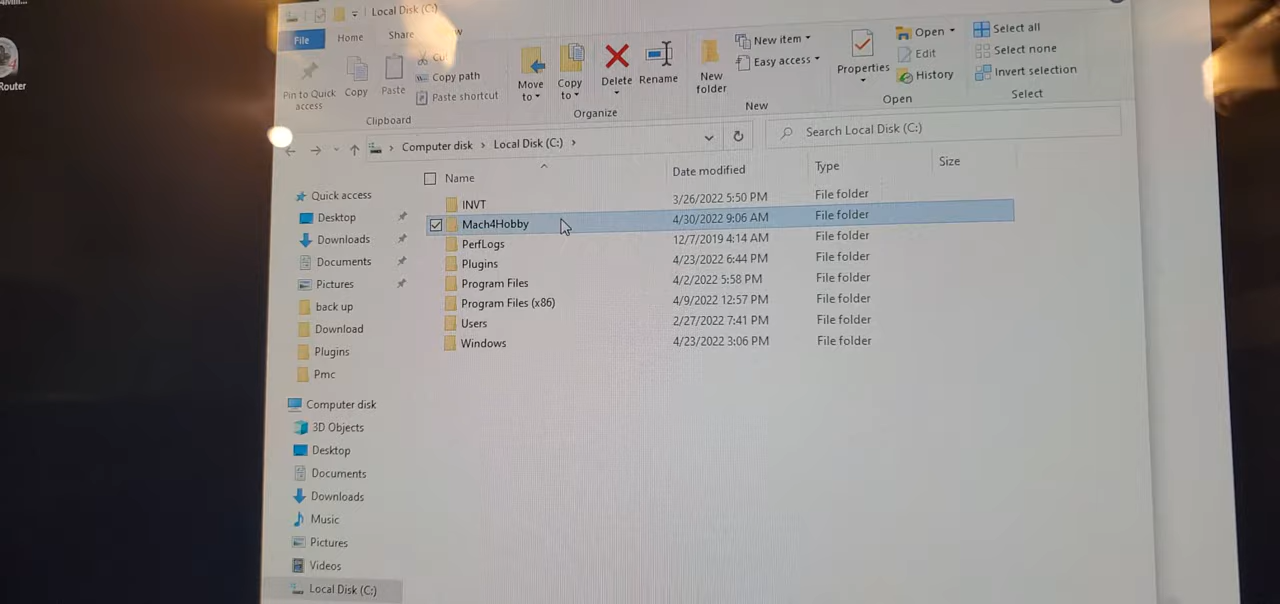 Router
Local Disk (C:)
File Home Share
Pin to Quick access
Copy
Paste
Copy path
Paste shortcut
Clipboard
Move to
Copy to
Delete
Rename
Organize
New folder
New item
Easy access
New
Properties
Open
Edit
History
Open
Select all
Select none
Invert selection
Select
Computer disk > Local Disk (C:) >
Search Local Disk (C:)
Name Date modified Type Size
INVT 3/26/2022 5:50 PM File folder
Mach4Hobby 4/30/2022 9:06 AM File folder
PerfLogs 12/7/2019 4:14 AM File folder
Plugins 4/23/2022 6:44 PM File folder
Program Files 4/2/2022 5:58 PM File folder
Program Files (x86) 4/9/2022 12:57 PM File folder
Users 2/27/2022 7:41 PM File folder
Windows 4/23/2022 3:06 PM File folder
Quick access
Desktop
Downloads
Documents
Pictures
back up
Download
Plugins
Pmc
Computer disk
3D Objects
Desktop
Documents
Downloads
Music
Pictures
Videos
Local Disk (C:)